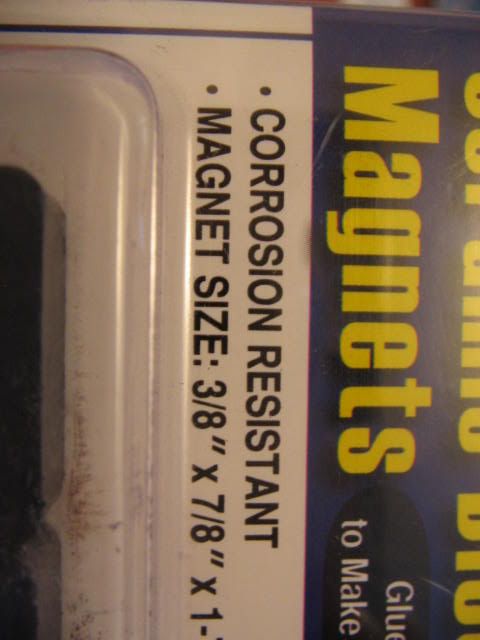 Magnets
Glue
to Make
• CORROSION RESISTANT
• MAGNET SIZE: 3/8" x 7/8" x 1-